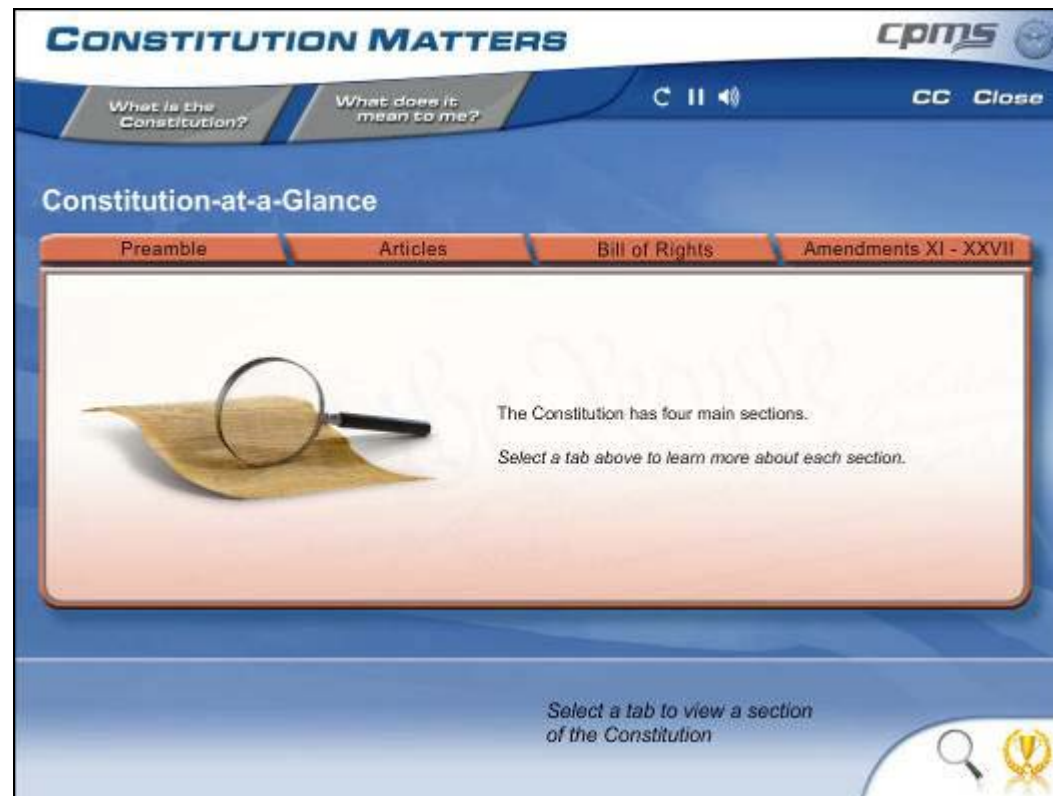 CONSTITUTION MATTERS
cpms
What is the
Constitution?
What does it
mean to me?
CC Close
Constitution-at-a-Glance
Preamble
Articles
Bill of Rights
Amendments XI - XXVII
The Constitution has four main sections.
Select a tab above to learn more about each section.
Select a tab to view a section
of the Constitution